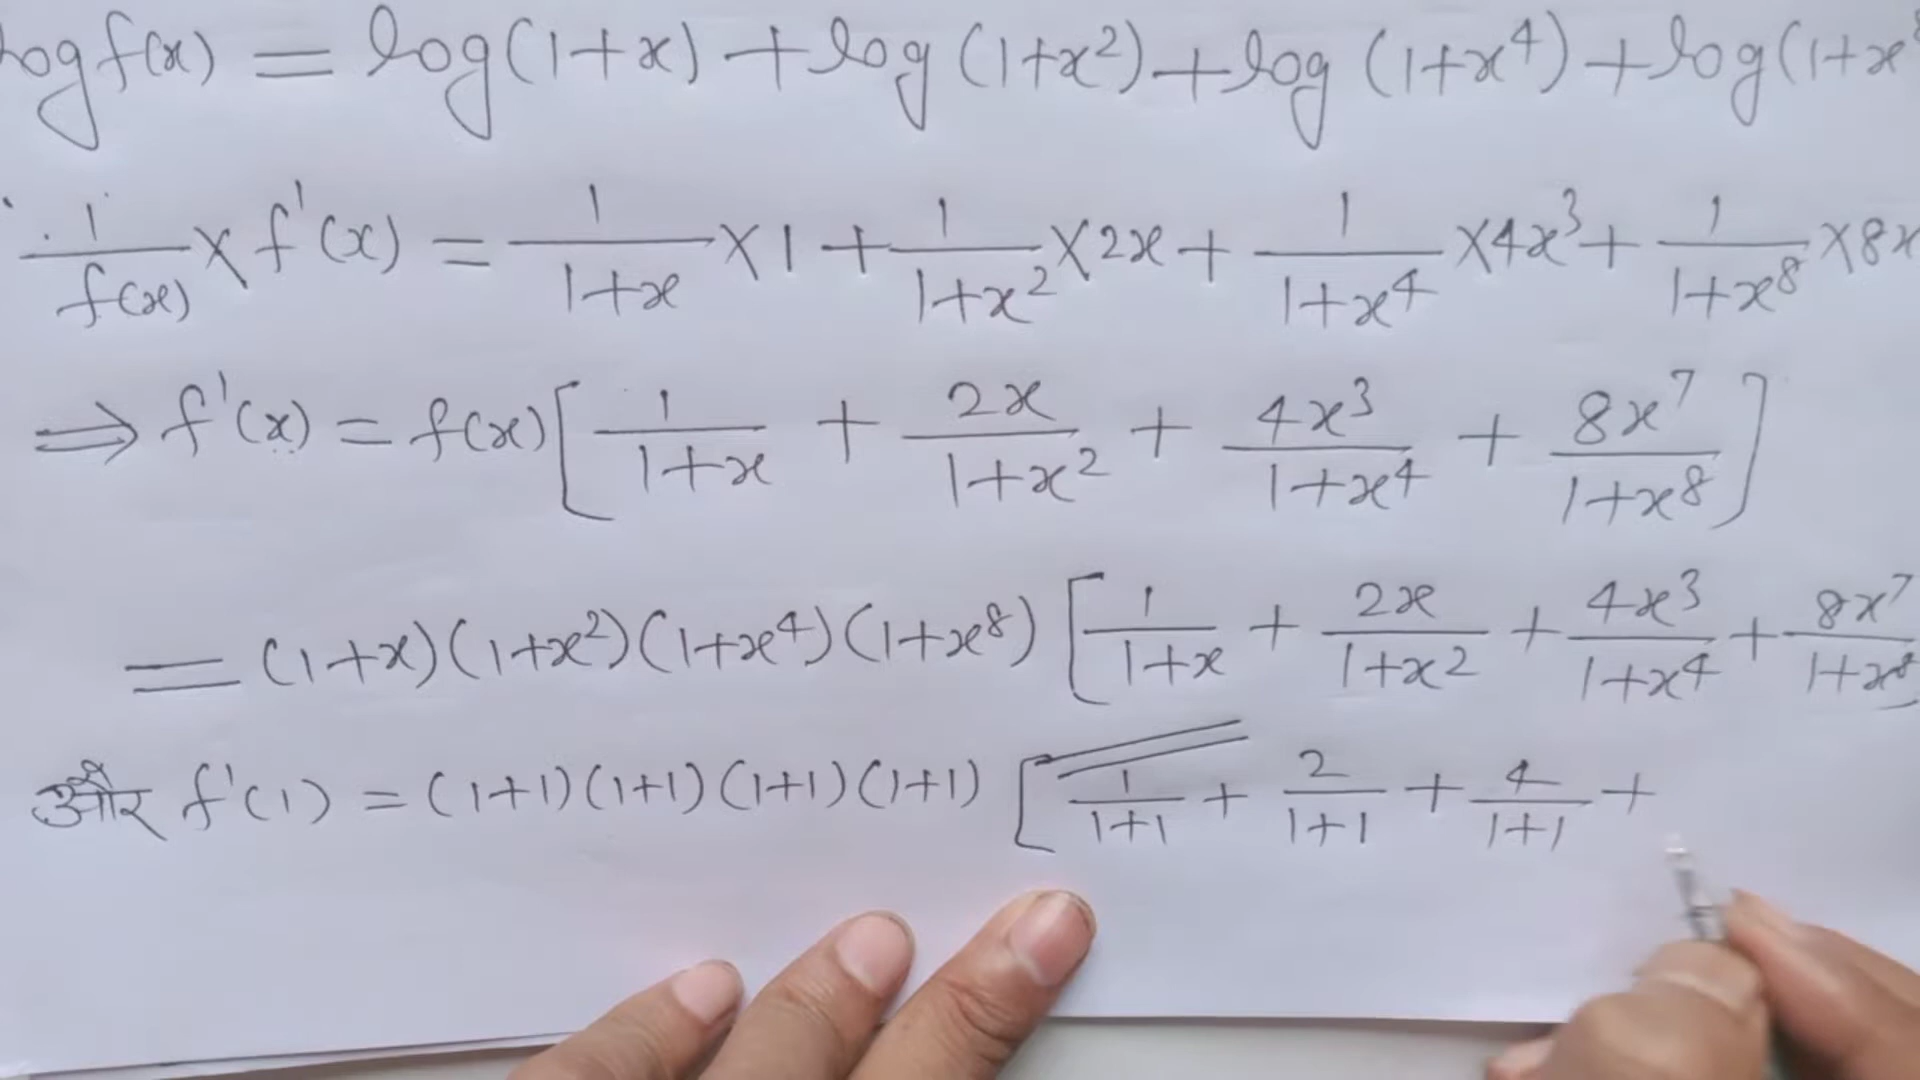 log f(x) = log(1+x) + log(1+x²) + log(1+x⁴) + log(1+x⁸
1/f(x) × f'(x) = 1/(1+x) × 1 + 1/(1+x²) × 2x + 1/(1+x⁴) × 4x³ + 1/(1+x⁸) × 8x
⇒ f'(x) = f(x) [ 1/(1+x) + 2x/(1+x²) + 4x³/(1+x⁴) + 8x⁷/(1+x⁸) ]
= (1+x)(1+x²)(1+x⁴)(1+x⁸) [ 1/(1+x) + 2x/(1+x²) + 4x³/(1+x⁴) + 8x⁷/(1+x⁸) ]
और f'(1) = (1+1)(1+1)(1+1)(1+1) [ 1/(1+1) + 2/(1+1) + 4/(1+1) +